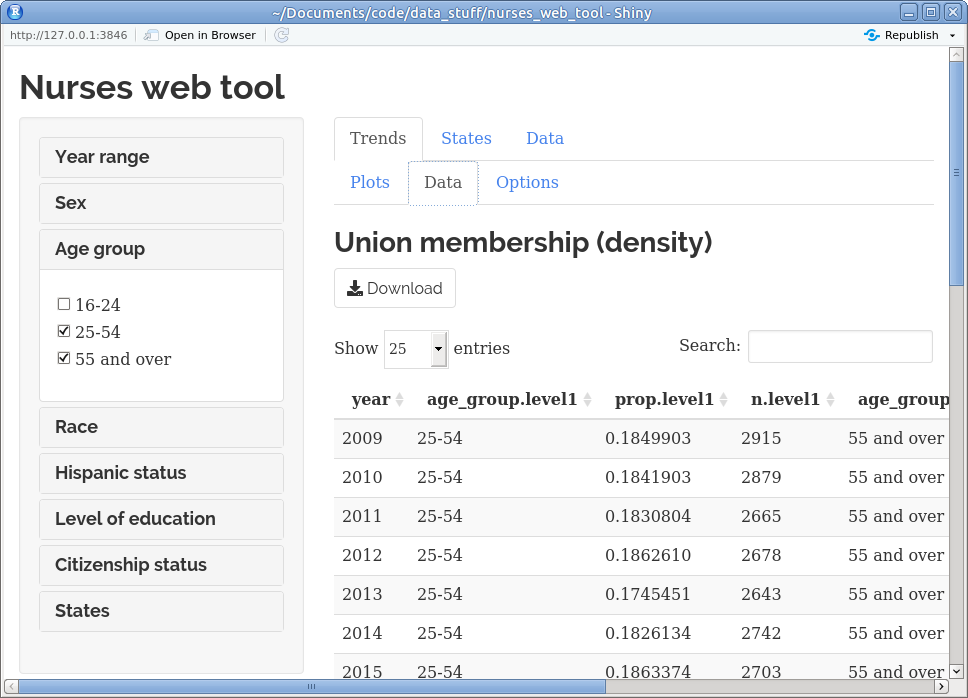 ~/Documents/code/data_stuff/nurses_web_tool - Shiny
http://127.0.0.1:3846 Open in Browser Republish
Nurses web tool
Year range
Sex
Age group
16-24
25-54
55 and over
Race
Hispanic status
Level of education
Citizenship status
States
Trends States Data
Plots Data Options
Union membership (density)
Download
Show 25 entries Search:
year age_group.level1 prop.level1 n.level1 age_group
2009 25-54 0.1849903 2915 55 and over
2010 25-54 0.1841903 2879 55 and over
2011 25-54 0.1830804 2665 55 and over
2012 25-54 0.1862610 2678 55 and over
2013 25-54 0.1745451 2643 55 and over
2014 25-54 0.1826134 2742 55 and over
2015 25-54 0.1863374 2703 55 and over